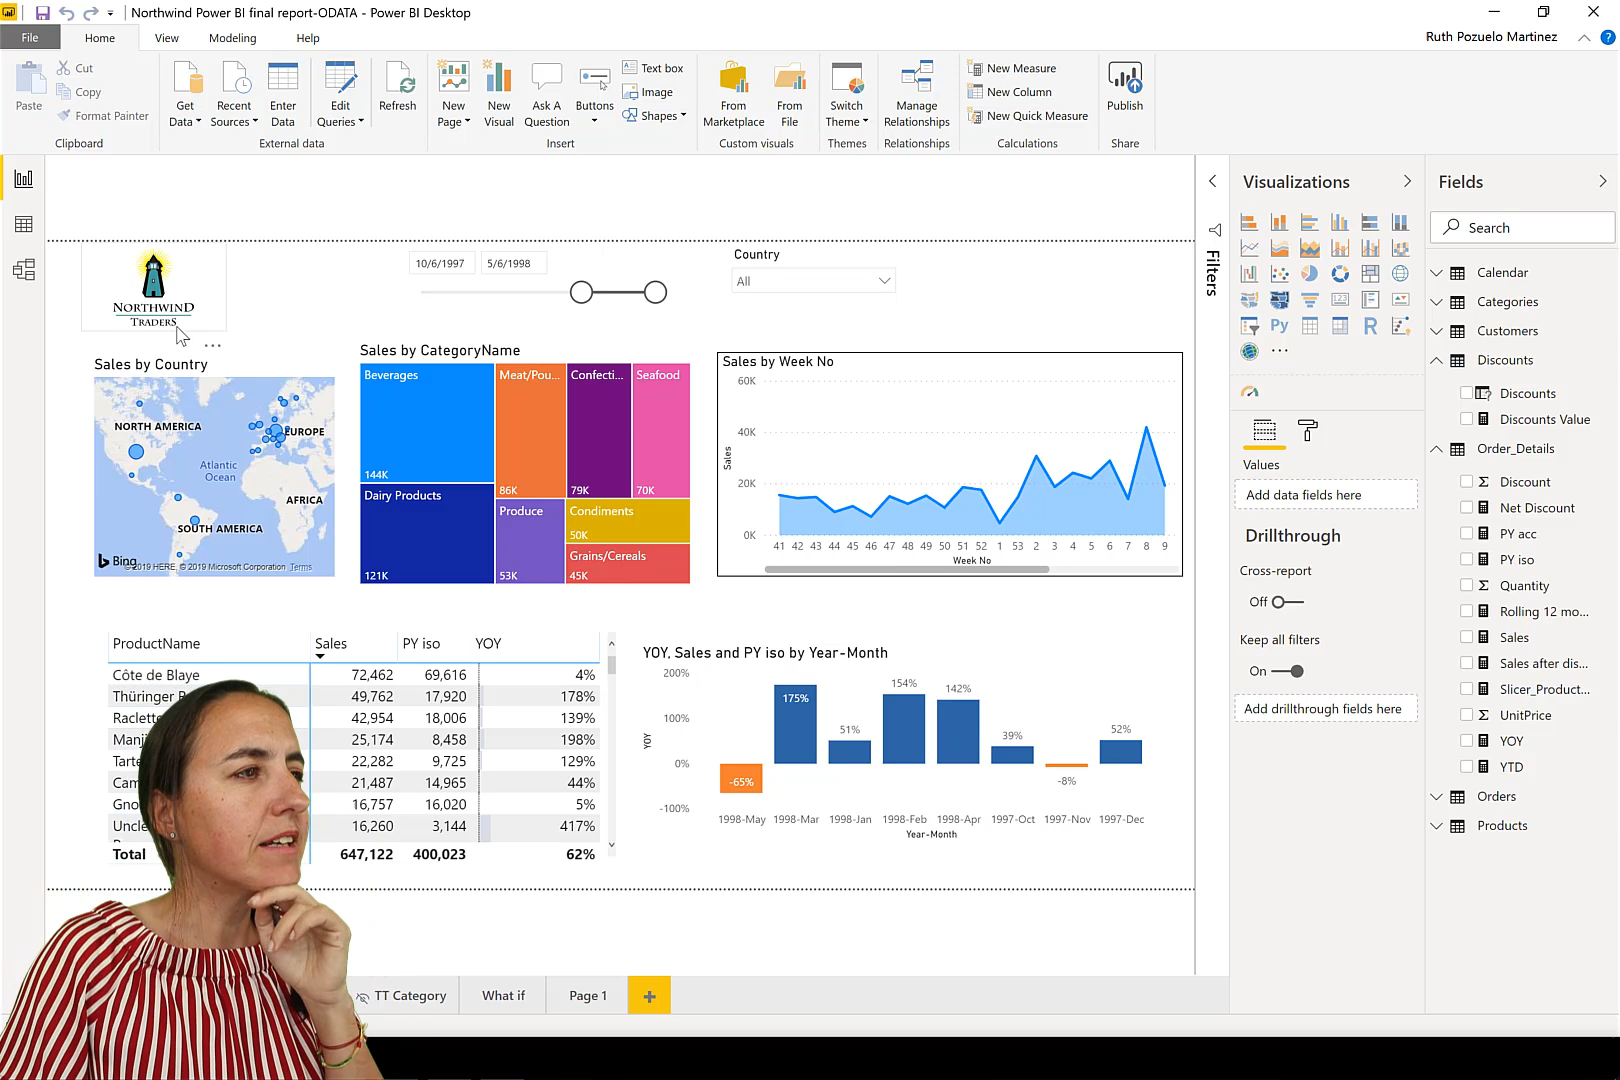 Northwind Power BI final report-ODATA - Power BI Desktop
File
Home
View
Modeling
Help
Ruth Pozuelo Martinez
Paste
Cut
Copy
Format Painter
Clipboard
Get Data
Recent Sources
Enter Data
Edit Queries
Refresh
External data
New Page
New Visual
Ask A Question
Buttons
Text box
Image
Shapes
Insert
From Marketplace
From File
Custom visuals
Switch Theme
Themes
Manage Relationships
Relationships
New Measure
New Column
New Quick Measure
Calculations
Publish
Share
NORTHWIND
TRADERS
10/6/1997
5/6/1998
Country
All
Sales by Country
NORTH AMERICA
EUROPE
Atlantic
Ocean
AFRICA
SOUTH AMERICA
Bing
© 2019 HERE, © 2019 Microsoft Corporation Terms
Sales by CategoryName
Beverages
144K
Dairy Products
121K
Meat/Pou...
86K
Confecti...
79K
Seafood
70K
Produce
53K
Condiments
50K
Grains/Cereals
45K
Sales by Week No
60K
40K
20K
0K
Sales
41 42 43 44 45 46 47 48 49 50 51 52 1 53 2 3 4 5 6 7 8 9
Week No
ProductName Sales PY iso YOY
Côte de Blaye 72,462 69,616 4%
Thüringer 49,762 17,920 178%
Raclette 42,954 18,006 139%
Manj 25,174 8,458 198%
Tarte 22,282 9,725 129%
Cam 21,487 14,965 44%
Gno 16,757 16,020 5%
Uncle 16,260 3,144 417%
Total 647,122 400,023 62%
YOY, Sales and PY iso by Year-Month
200%
100%
0%
-100%
YOY
-65%
175%
51%
154%
142%
39%
-8%
52%
1998-May 1998-Mar 1998-Jan 1998-Feb 1998-Apr 1997-Oct 1997-Nov 1997-Dec
Year-Month
TT Category
What if
Page 1
Filters
Visualizations
Py
R
123
Values
Add data fields here
Drillthrough
Cross-report
Off
Keep all filters
On
Add drillthrough fields here
Fields
Search
Calendar
Categories
Customers
Discounts
Discounts
Discounts Value
Order_Details
Discount
Net Discount
PY acc
PY iso
Quantity
Rolling 12 mo...
Sales
Sales after dis...
Slicer_Product...
UnitPrice
YOY
YTD
Orders
Products